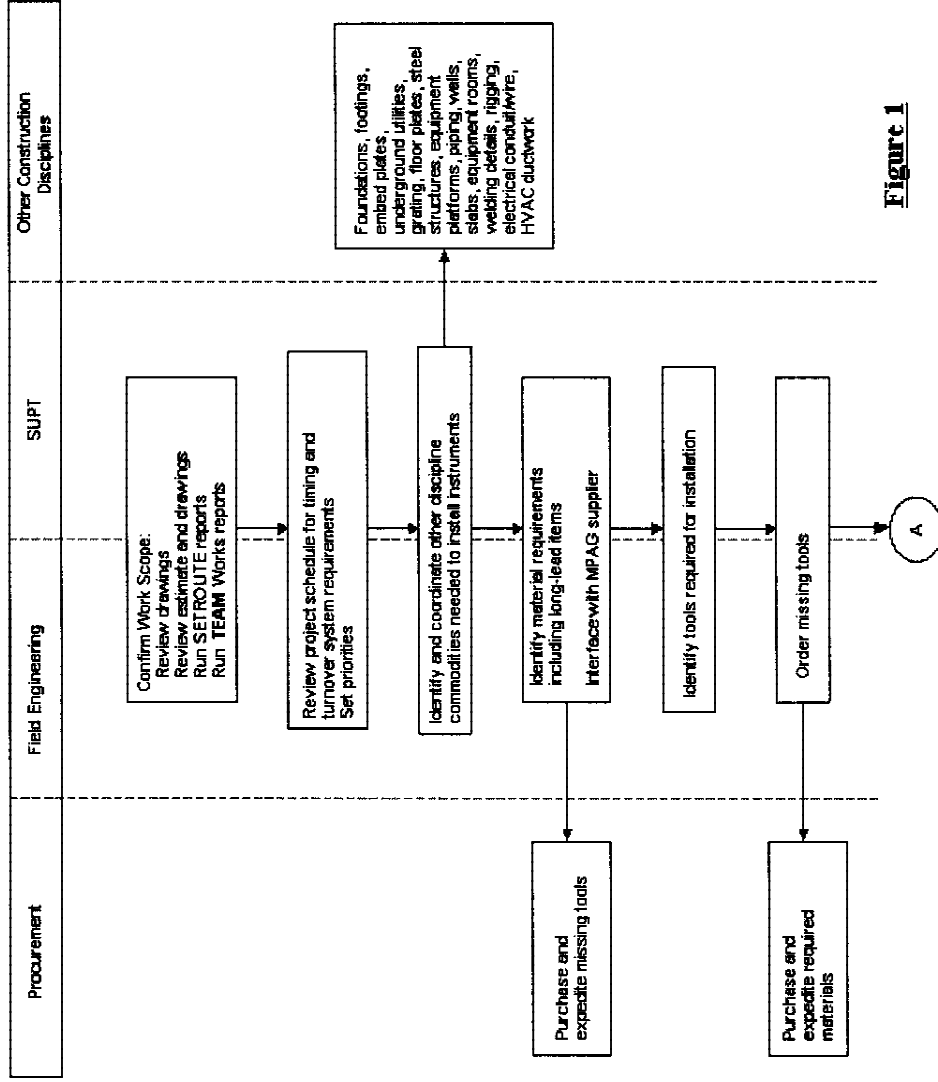 Procurement
Field Engineering
SUPT
Other Construction
Disciplines
Confirm Work Scope:
Review drawings
Review estimate and drawings
Run SETROUTE reports
Run TEAM Works reports
Review project schedule for timing and
turnover system requirements
Set priorities
Identify and coordinate other discipline
commodities needed to install instruments
Foundations, footings,
embed plates,
underground utilities,
grating, floor plates, steel
structures, equipment
platforms, piping, walls,
slabs, equipment rooms,
welding details, rigging,
electrical conduit/wire,
HVAC ductwork
Identify material requirements
including long-lead items
Interface with MPAG supplier
Purchase and
expedite missing tools
Identify tools required for installation
Order missing tools
Purchase and
expedite required
materials
A
Figure 1